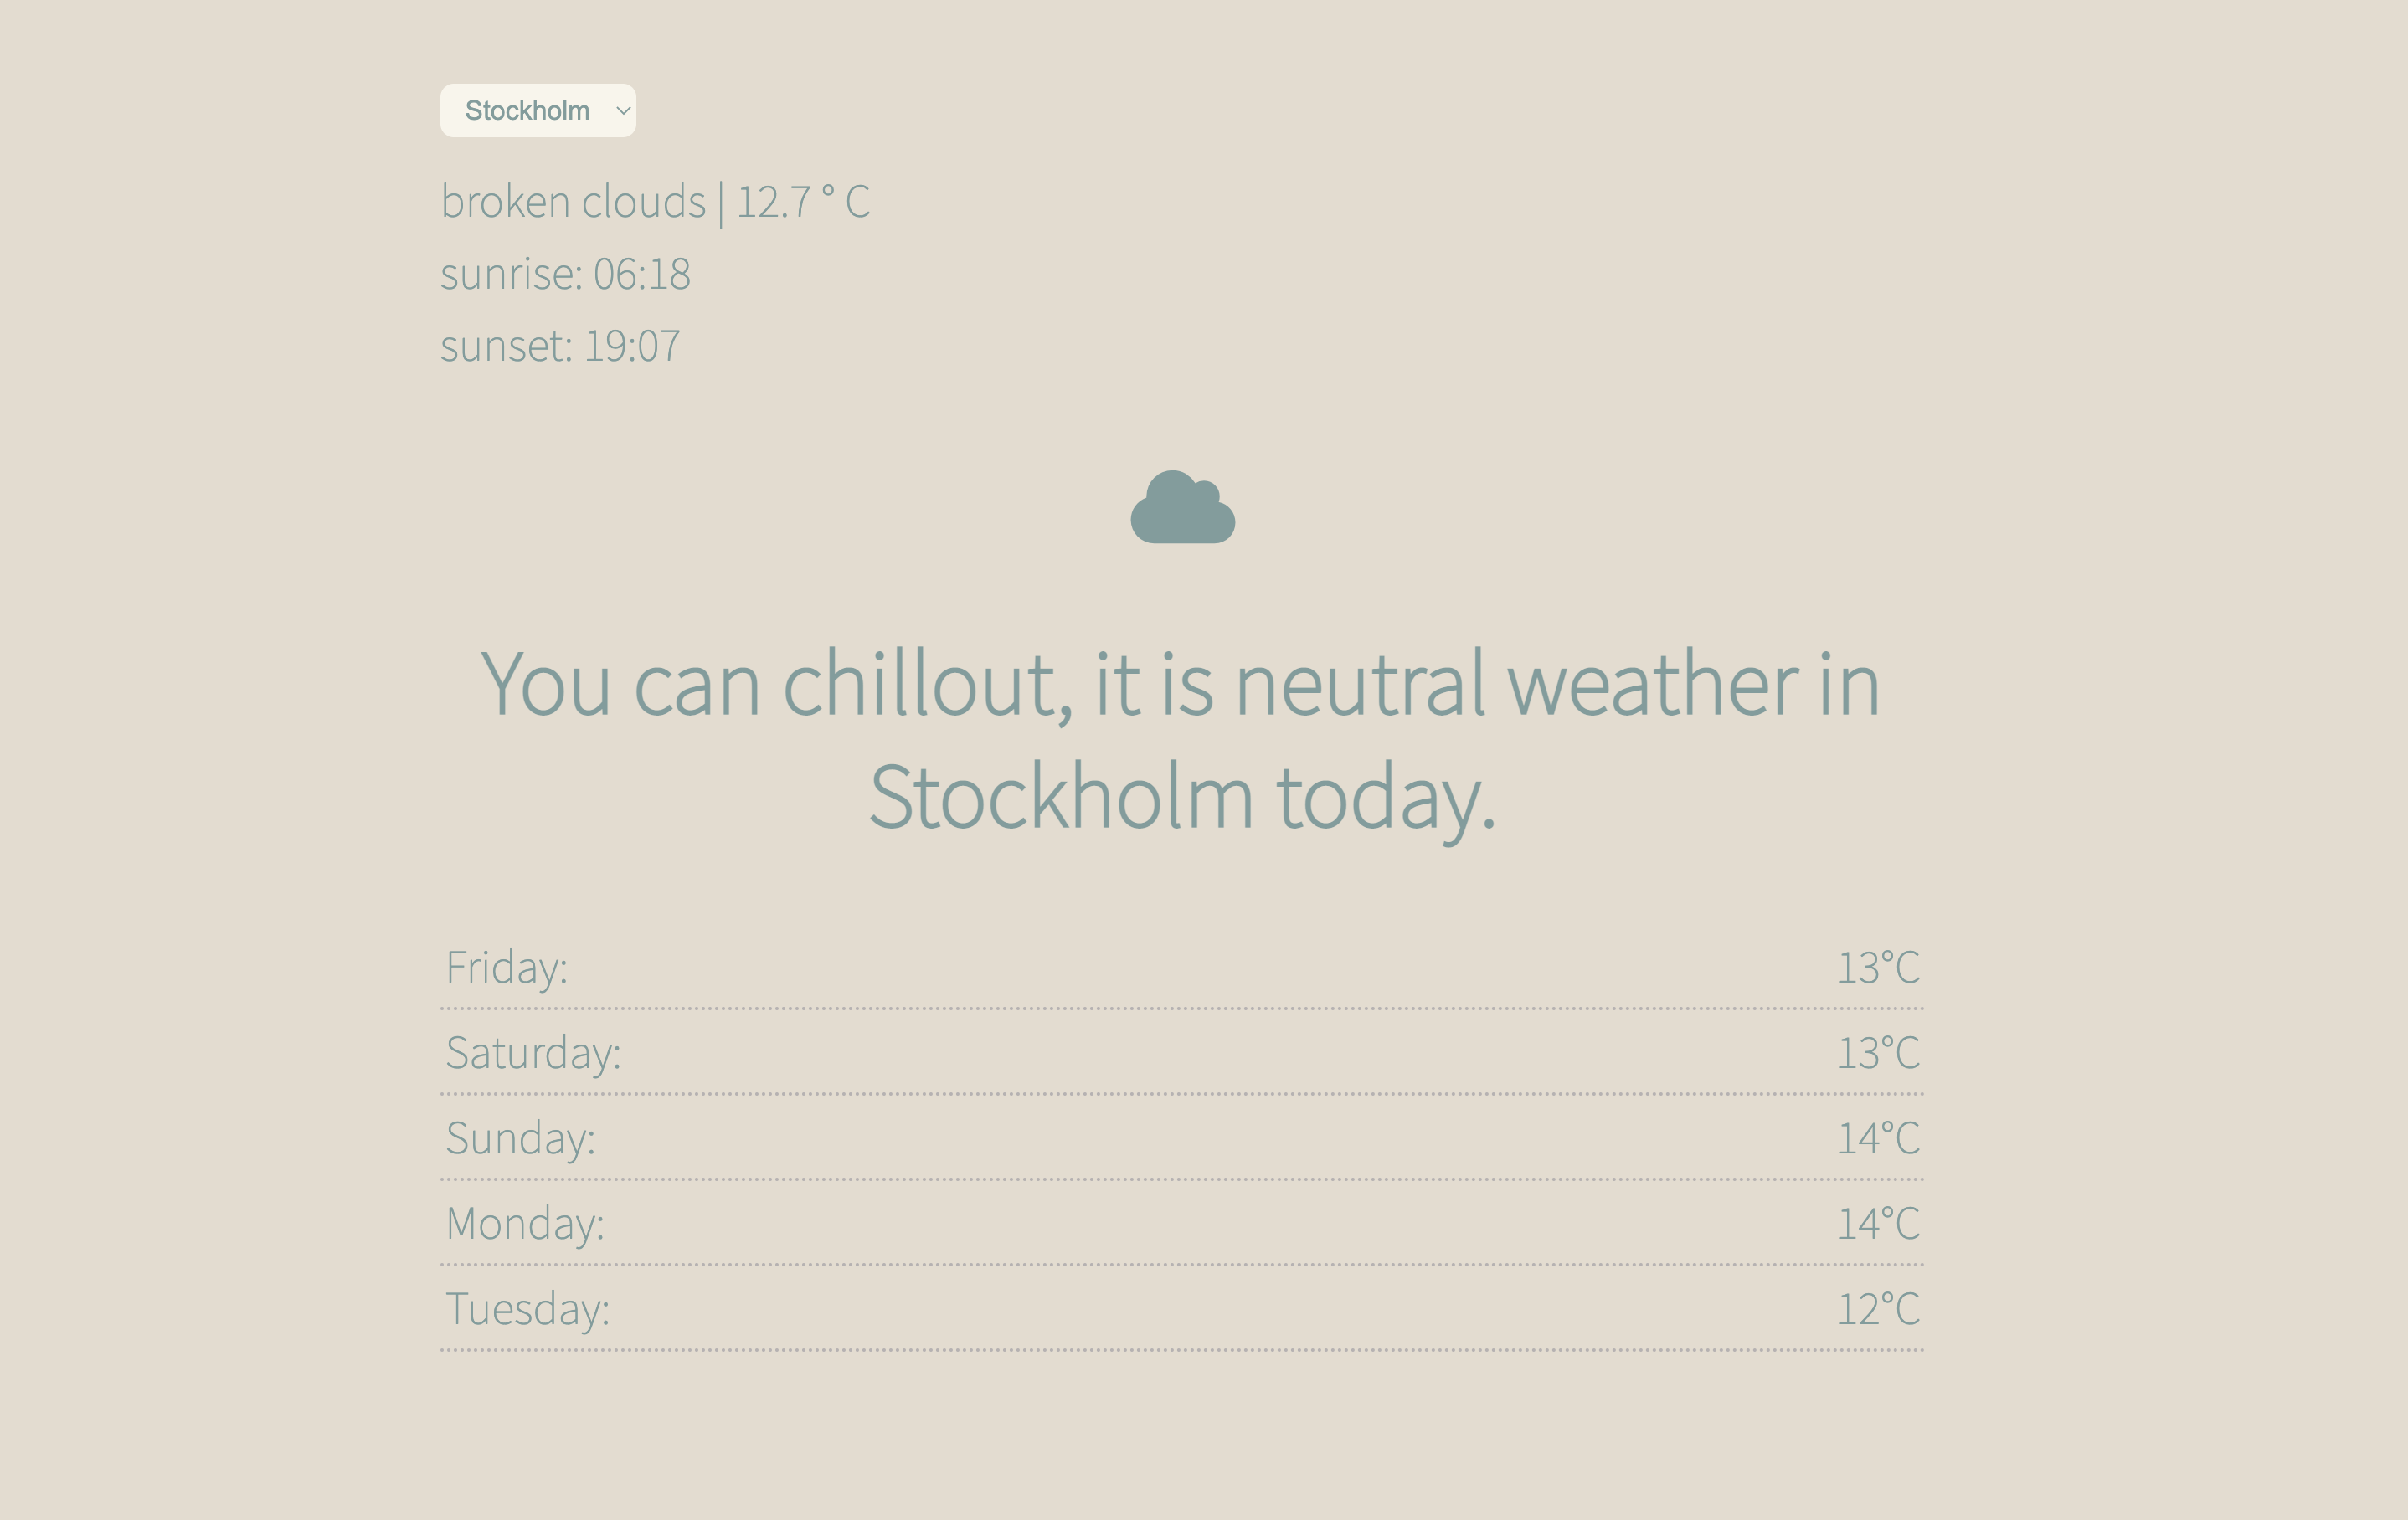 Stockholm
broken clouds | 12.7 ° C
sunrise: 06:18
sunset: 19:07
You can chillout, it is neutral weather in
Stockholm today.
Friday: 13°C
Saturday: 13°C
Sunday: 14°C
Monday: 14°C
Tuesday: 12°C